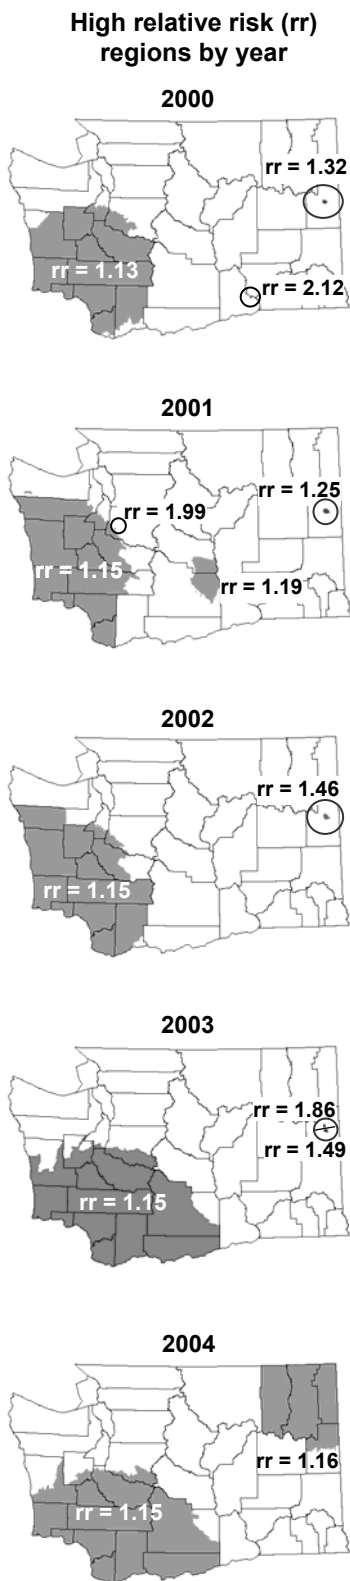 High relative risk (rr)
regions by year
2000
rr = 1.32
rr = 1.13
rr = 2.12
2001
rr = 1.25
rr = 1.99
rr = 1.15
rr = 1.19
2002
rr = 1.46
rr = 1.15
2003
rr = 1.86
rr = 1.49
rr = 1.15
2004
rr = 1.16
rr = 1.15